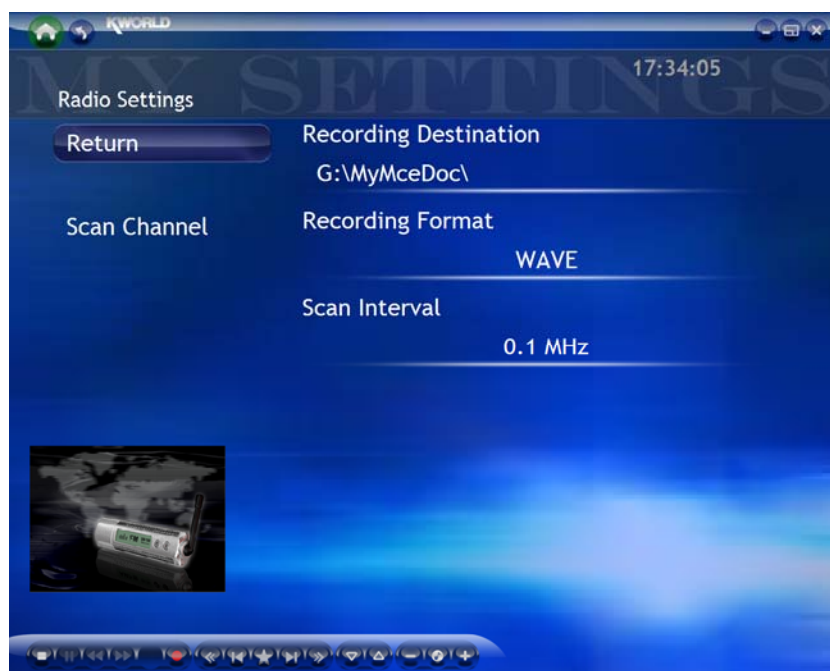 KWORLD
MY SETTINGS
17:34:05
Radio Settings
Return
Scan Channel
Recording Destination
G:\MyMceDoc\
Recording Format
WAVE
Scan Interval
0.1 MHz